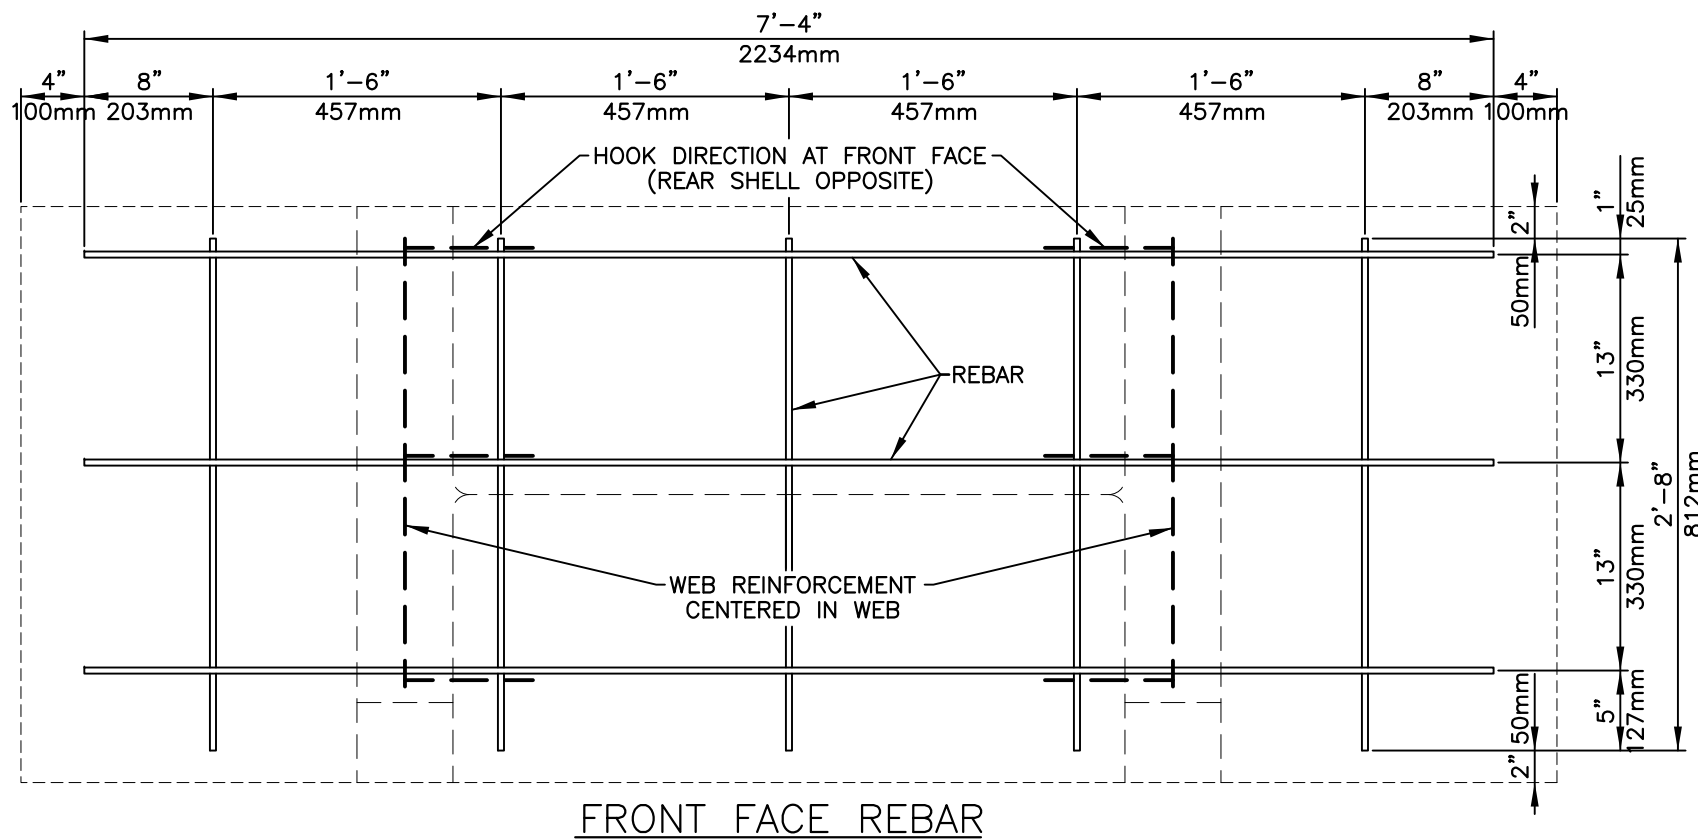 7'-4"
2234mm
4" 8" 1'-6" 1'-6" 1'-6" 1'-6" 8" 4"
100mm 203mm 457mm 457mm 457mm 457mm 203mm 100mm
HOOK DIRECTION AT FRONT FACE
(REAR SHELL OPPOSITE)
1"
25mm
2"
50mm
13"
330mm
REBAR
2'-8"
812mm
13"
330mm
WEB REINFORCEMENT
CENTERED IN WEB
5"
127mm
50mm
2"
FRONT FACE REBAR